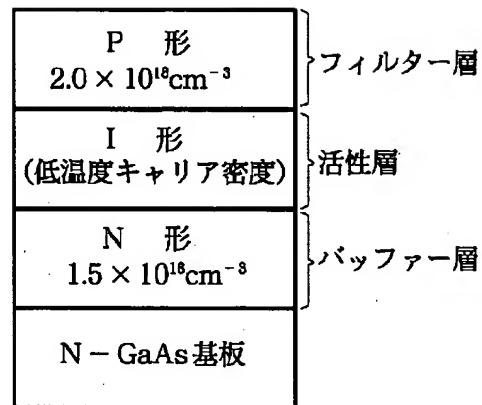 P 形
2.0 × 10¹⁸cm⁻³
フィルター層
I 形
(低温度キャリア密度)
活性層
N 形
1.5 × 10¹⁸cm⁻³
バッファー層
N－GaAs基板